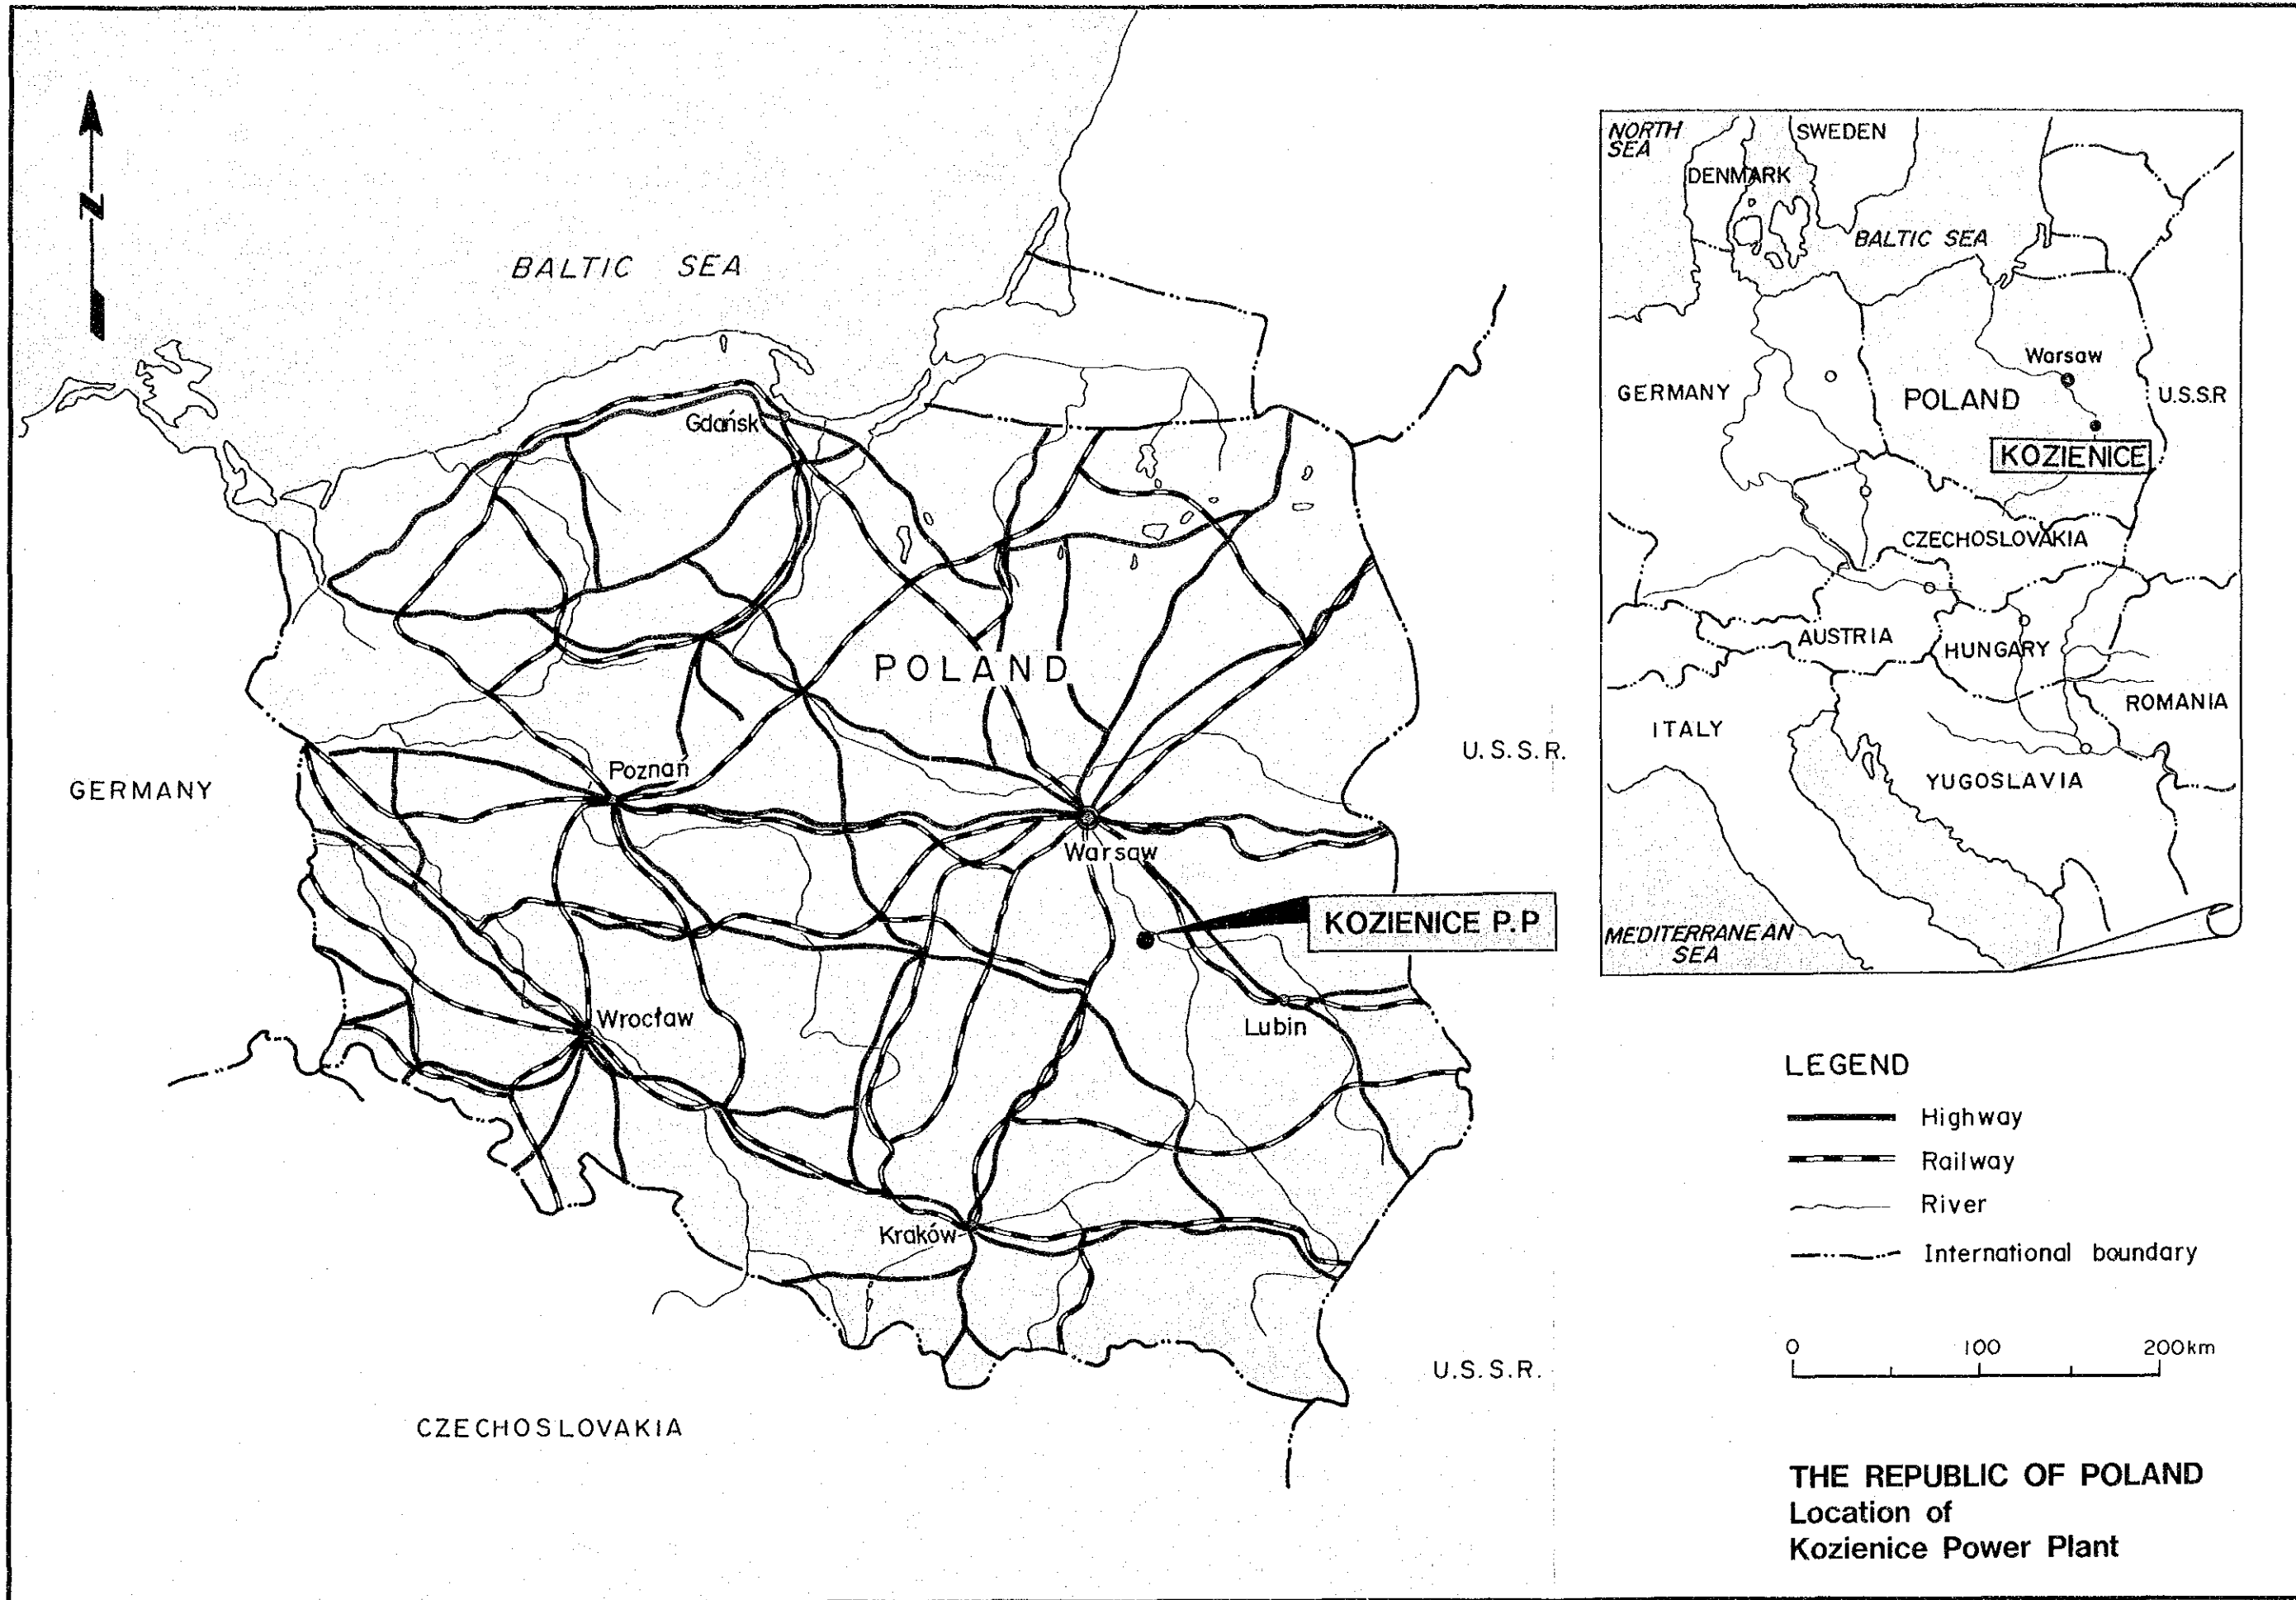 N
BALTIC SEA
Gdańsk
POLAND
Poznań
GERMANY
U.S.S.R.
Warsaw
KOZIENICE P.P
Wrocław
Lubin
Kraków
U.S.S.R.
CZECHOSLOVAKIA
NORTH
SEA
SWEDEN
DENMARK
BALTIC SEA
Warsaw
GERMANY
POLAND
U.S.S.R
KOZIENICE
CZECHOSLOVAKIA
AUSTRIA
HUNGARY
ROMANIA
ITALY
YUGOSLAVIA
MEDITERRANEAN
SEA
LEGEND
Highway
Railway
River
International boundary
0 100 200km
THE REPUBLIC OF POLAND
Location of
Kozienice Power Plant